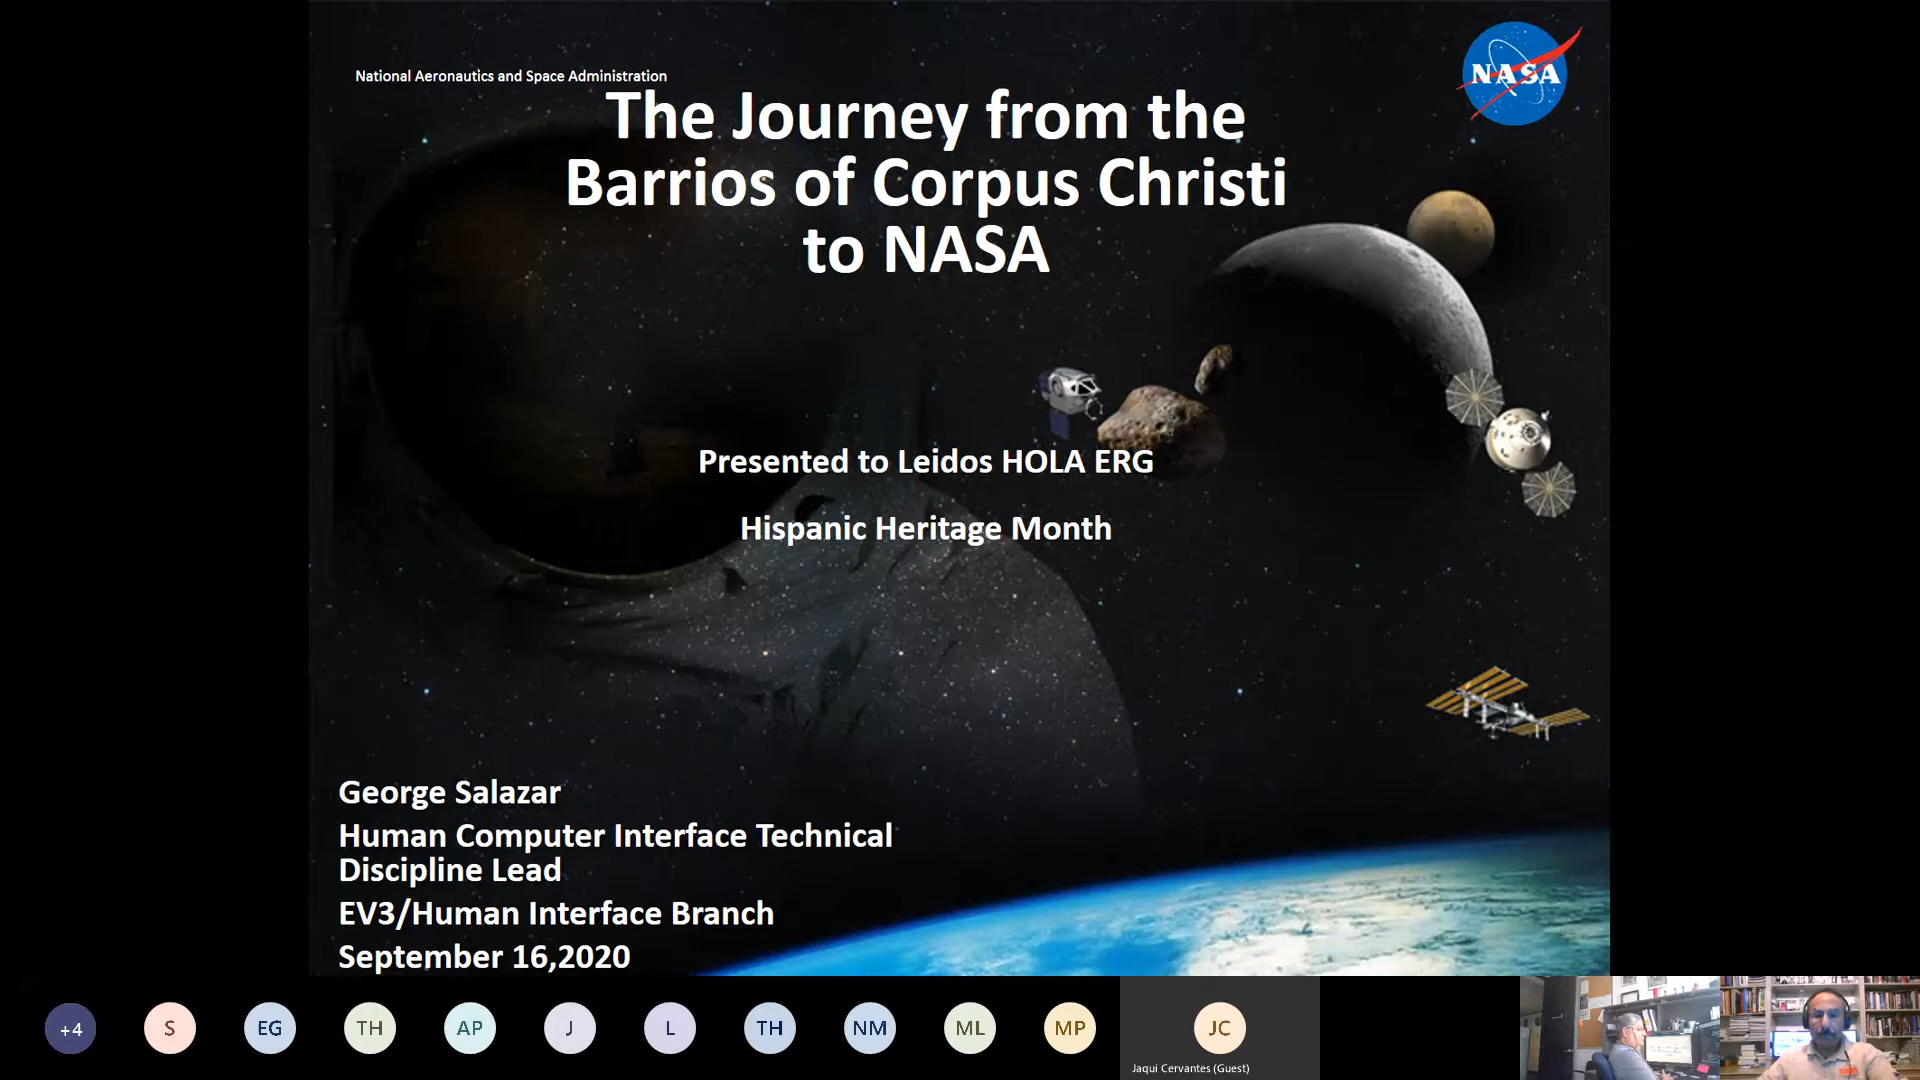 National Aeronautics and Space Administration
NASA
The Journey from the
Barrios of Corpus Christi
to NASA
Presented to Leidos HOLA ERG
Hispanic Heritage Month
George Salazar
Human Computer Interface Technical
Discipline Lead
EV3/Human Interface Branch
September 16,2020
+4
S
EG
TH
AP
J
L
TH
NM
ML
MP
JC
Jaqui Cervantes (Guest)